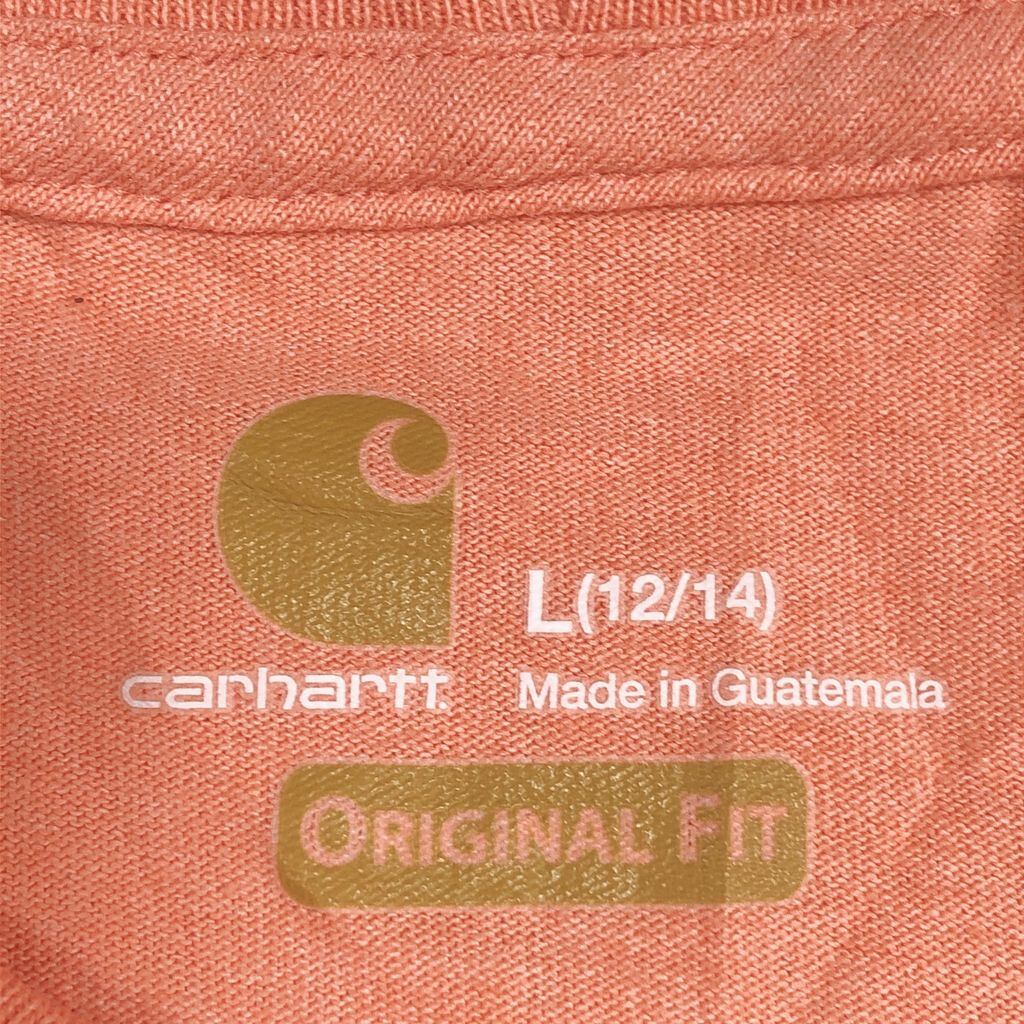 L(12/14)
carhartt.
Made in Guatemala
ORIGINAL FIT